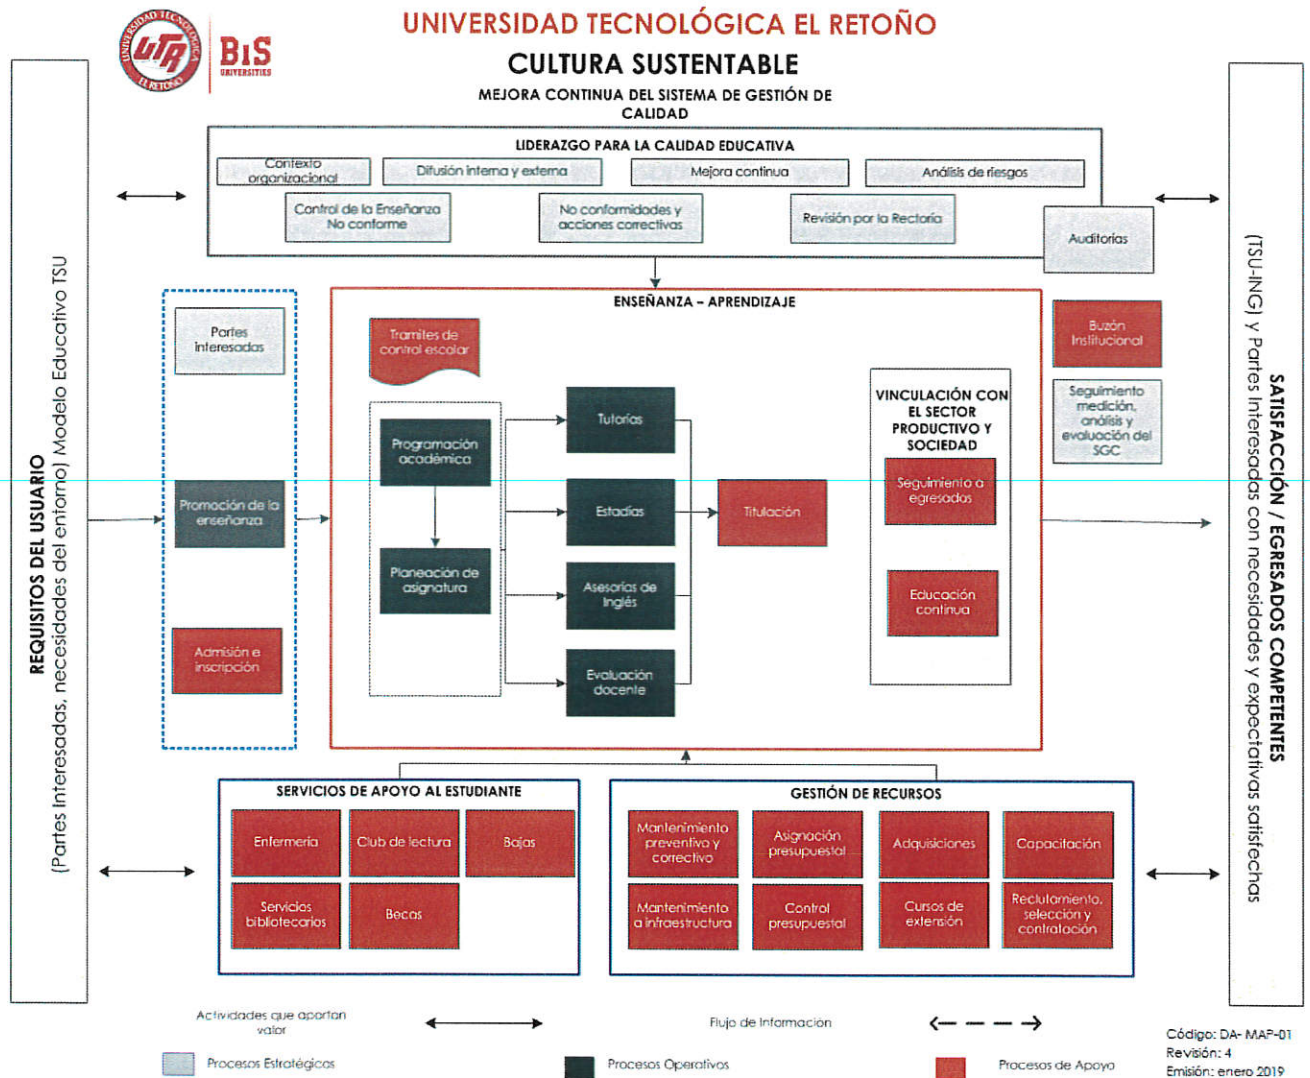 UNIVERSIDAD TECNOLÓGICA EL RETOÑO
UNIVERSIDAD TECNOLÓGICA
UTR
EL RETOÑO
BIS
UNIVERSITIES
CULTURA SUSTENTABLE
MEJORA CONTINUA DEL SISTEMA DE GESTIÓN DE
CALIDAD
REQUISITOS DEL USUARIO
(Partes Interesadas, necesidades del entorno) Modelo Educativo TSU
LIDERAZGO PARA LA CALIDAD EDUCATIVA
Contexto
organizacional
Difusión interna y externa
Mejora continua
Análisis de riesgos
Control de la Enseñanza
No conforme
No conformidades y
acciones correctivas
Revisión por la Rectoría
Auditorías
Partes
interesadas
Promoción de la
enseñanza
Admisión e
inscripción
ENSEÑANZA – APRENDIZAJE
Tramites de
control escolar
Programación
académica
Planeación de
asignatura
Tutorías
Estadías
Asesorías de
Inglés
Evaluación
docente
Titulación
VINCULACIÓN CON
EL SECTOR
PRODUCTIVO Y
SOCIEDAD
Seguimiento a
egresados
Educación
continua
Buzón
Institucional
Seguimiento
medición,
análisis y
evaluación del
SGC
SATISFACCIÓN / EGRESADOS COMPETENTES
(TSU-ING) y Partes Interesadas con necesidades y expectativas satisfechas
SERVICIOS DE APOYO AL ESTUDIANTE
Enfermería
Club de lectura
Bajas
Servicios
bibliotecarios
Becas
GESTIÓN DE RECURSOS
Mantenimiento
preventivo y
correctivo
Asignación
presupuestal
Adquisiciones
Capacitación
Mantenimiento
a infraestructura
Control
presupuestal
Cursos de
extensión
Reclutamiento,
selección y
contratación
Actividades que aportan
valor
Flujo de Información
Procesos Estratégicos
Procesos Operativos
Procesos de Apoyo
Código: DA- MAP-01
Revisión: 4
Emisión: enero 2019